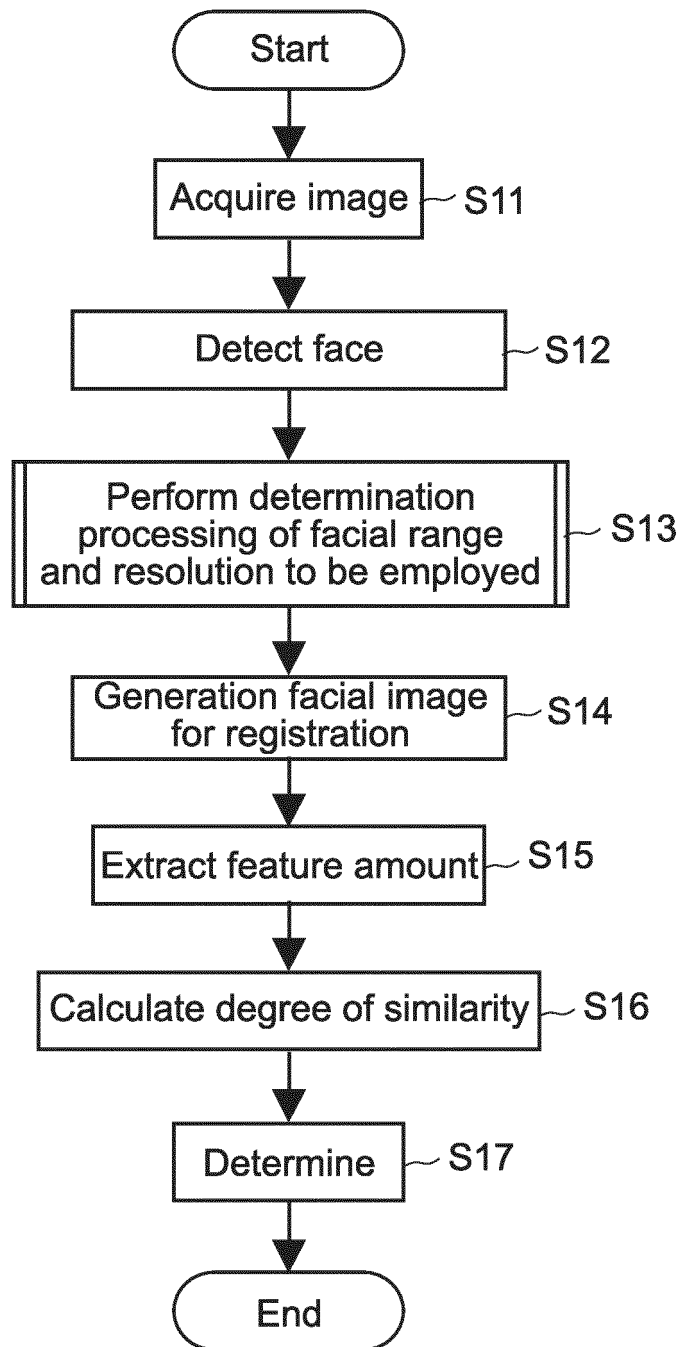 Start
Acquire image S11
Detect face S12
Perform determination
processing of facial range
and resolution to be employed
S13
Generation facial image
for registration
S14
Extract feature amount S15
Calculate degree of similarity S16
Determine S17
End